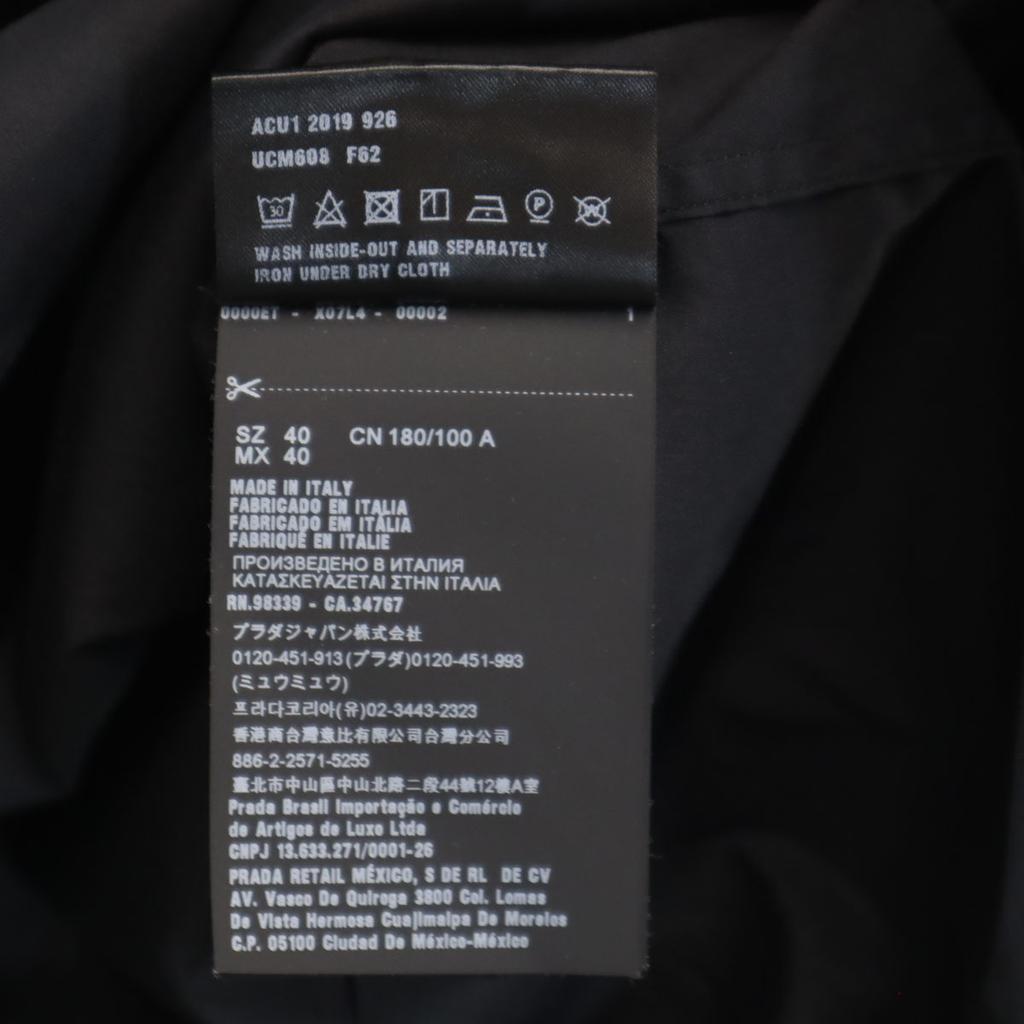 ACU1 2019 926
UCM608 F62
30 P W
WASH INSIDE-OUT AND SEPARATELY
IRON UNDER DRY CLOTH
0000ET - X07L4 - 00002 1
SZ 40 CN 180/100 A
MX 40
MADE IN ITALY
FABRICADO EN ITALIA
FABRICADO EM ITÁLIA
FABRIQUÉ EN ITALIE
ПРОИЗВЕДЕНО В ИТАЛИЯ
ΚΑΤΑΣΚΕΥΑΖΕΤΑΙ ΣΤΗΝ ΙΤΑΛΙΑ
RN.98339 - CA.34767
プラダジャパン株式会社
0120-451-913(プラダ)0120-451-993
(ミュウミュウ)
프라다코리아(유)02-3443-2323
香港商台灣意比有限公司台灣分公司
886-2-2571-5255
臺北市中山區中山北路二段44號12樓A室
Prada Brasil Importação e Comércio
de Artigos de Luxo Ltda
CNPJ 13.633.271/0001-26
PRADA RETAIL MÉXICO, S DE RL DE CV
AV. Vasco De Quiroga 3800 Col. Lomas
De Vista Hermosa Cuajimalpa De Morelos
C.P. 05100 Ciudad De México-México